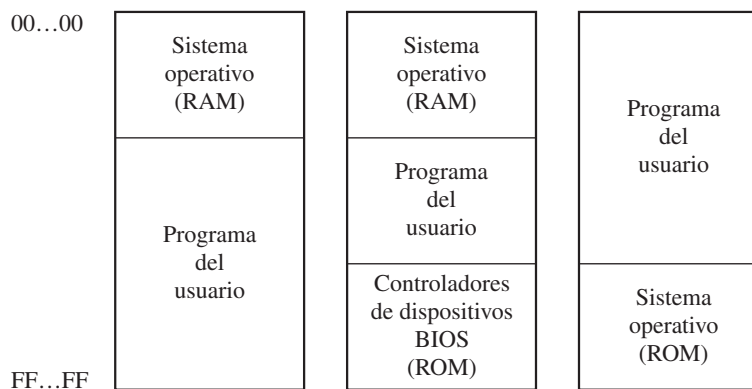 00…00
Sistema
operativo
(RAM)
Programa
del
usuario
Sistema
operativo
(RAM)
Programa
del
usuario
Controladores
de dispositivos
BIOS
(ROM)
Programa
del
usuario
Sistema
operativo
(ROM)
FF…FF